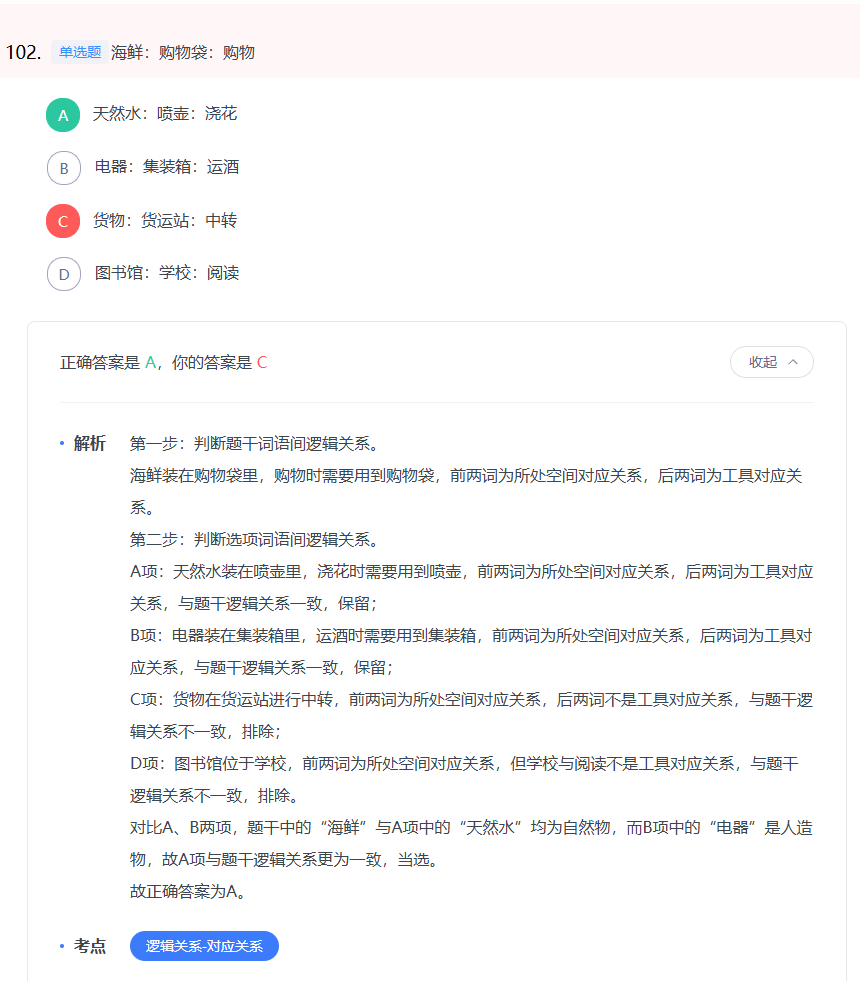 102. 单选题 海鲜：购物袋：购物
A 天然水：喷壶：浇花
B 电器：集装箱：运酒
C 货物：货运站：中转
D 图书馆：学校：阅读
正确答案是 A，你的答案是 C
收起
解析 第一步：判断题干词语间逻辑关系。
海鲜装在购物袋里，购物时需要用到购物袋，前两词为所处空间对应关系，后两词为工具对应关
系。
第二步：判断选项词语间逻辑关系。
A项：天然水装在喷壶里，浇花时需要用到喷壶，前两词为所处空间对应关系，后两词为工具对应
关系，与题干逻辑关系一致，保留；
B项：电器装在集装箱里，运酒时需要用到集装箱，前两词为所处空间对应关系，后两词为工具对
应关系，与题干逻辑关系一致，保留；
C项：货物在货运站进行中转，前两词为所处空间对应关系，后两词不是工具对应关系，与题干逻
辑关系不一致，排除；
D项：图书馆位于学校，前两词为所处空间对应关系，但学校与阅读不是工具对应关系，与题干
逻辑关系不一致，排除。
对比A、B两项，题干中的“海鲜”与A项中的“天然水”均为自然物，而B项中的“电器”是人造
物，故A项与题干逻辑关系更为一致，当选。
故正确答案为A。
考点 逻辑关系-对应关系